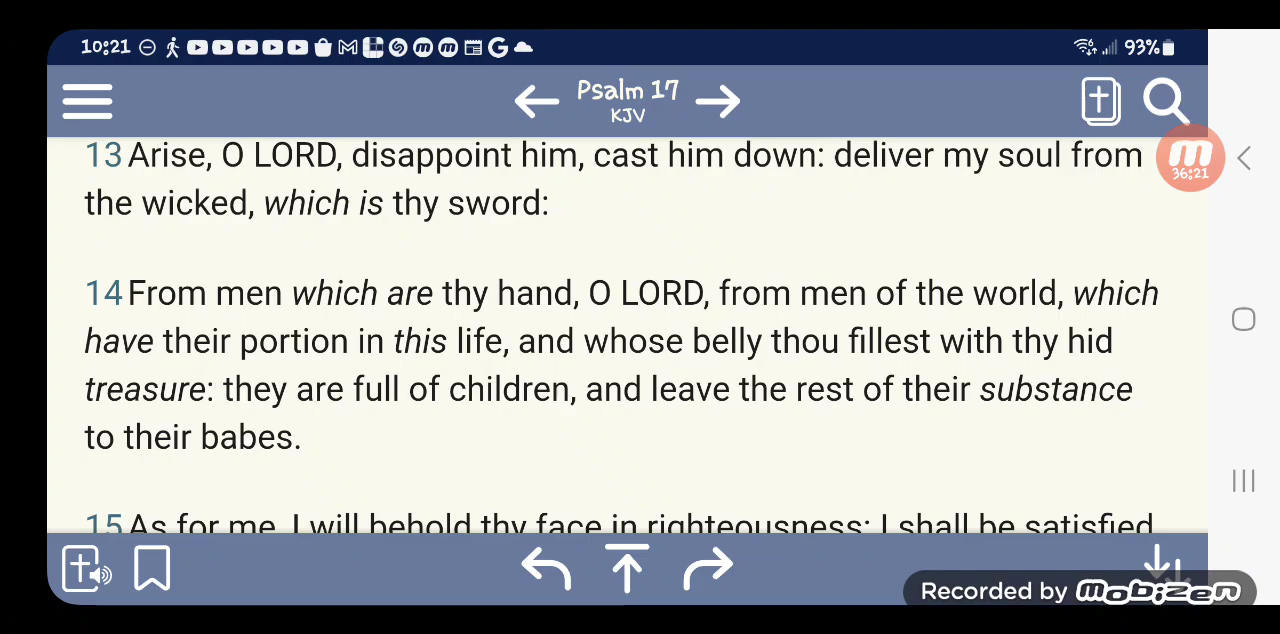 10:21 93%
Psalm 17
KJV
36:21
13 Arise, O LORD, disappoint him, cast him down: deliver my soul from
the wicked, which is thy sword:
14 From men which are thy hand, O LORD, from men of the world, which
have their portion in this life, and whose belly thou fillest with thy hid
treasure: they are full of children, and leave the rest of their substance
to their babes.
15 As for me, I will behold thy face in righteousness: I shall be satisfied,
Recorded by mobizen